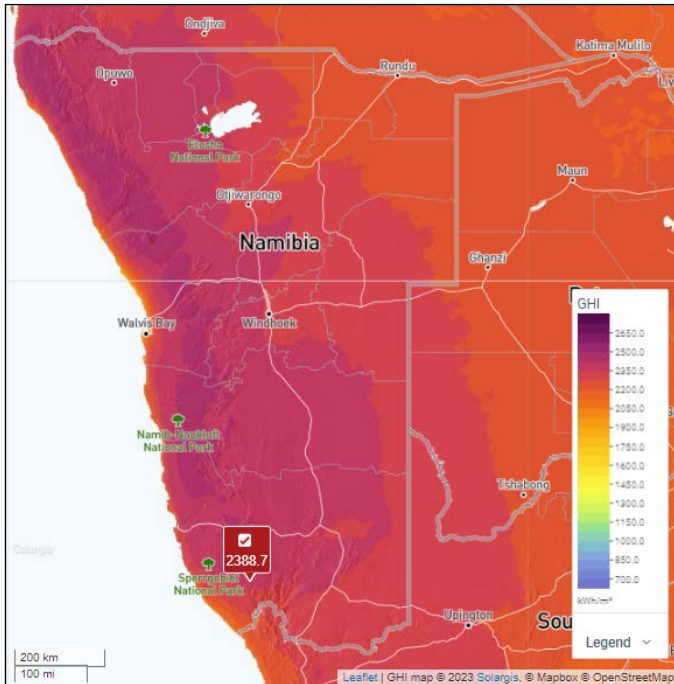 Ondjiva
Katima Mulilo
Rundu
Opuwo
Etosha
National Park
Maun
Otjiwarongo
Namibia
Ghanzi
GHI
Walvis Bay
Windhoek
2650.0
2500.0
2350.0
2200.0
2050.0
1900.0
1750.0
1600.0
1450.0
1300.0
1150.0
1000.0
850.0
700.0
kWh/m²
Namib-Naukluft
National Park
Tshabong
Solargis
2388.7
Sperrgebiet
National Park
Upington
Sou
Legend
200 km
100 mi
Leaflet | GHI map © 2023 Solargis, © Mapbox © OpenStreetMap